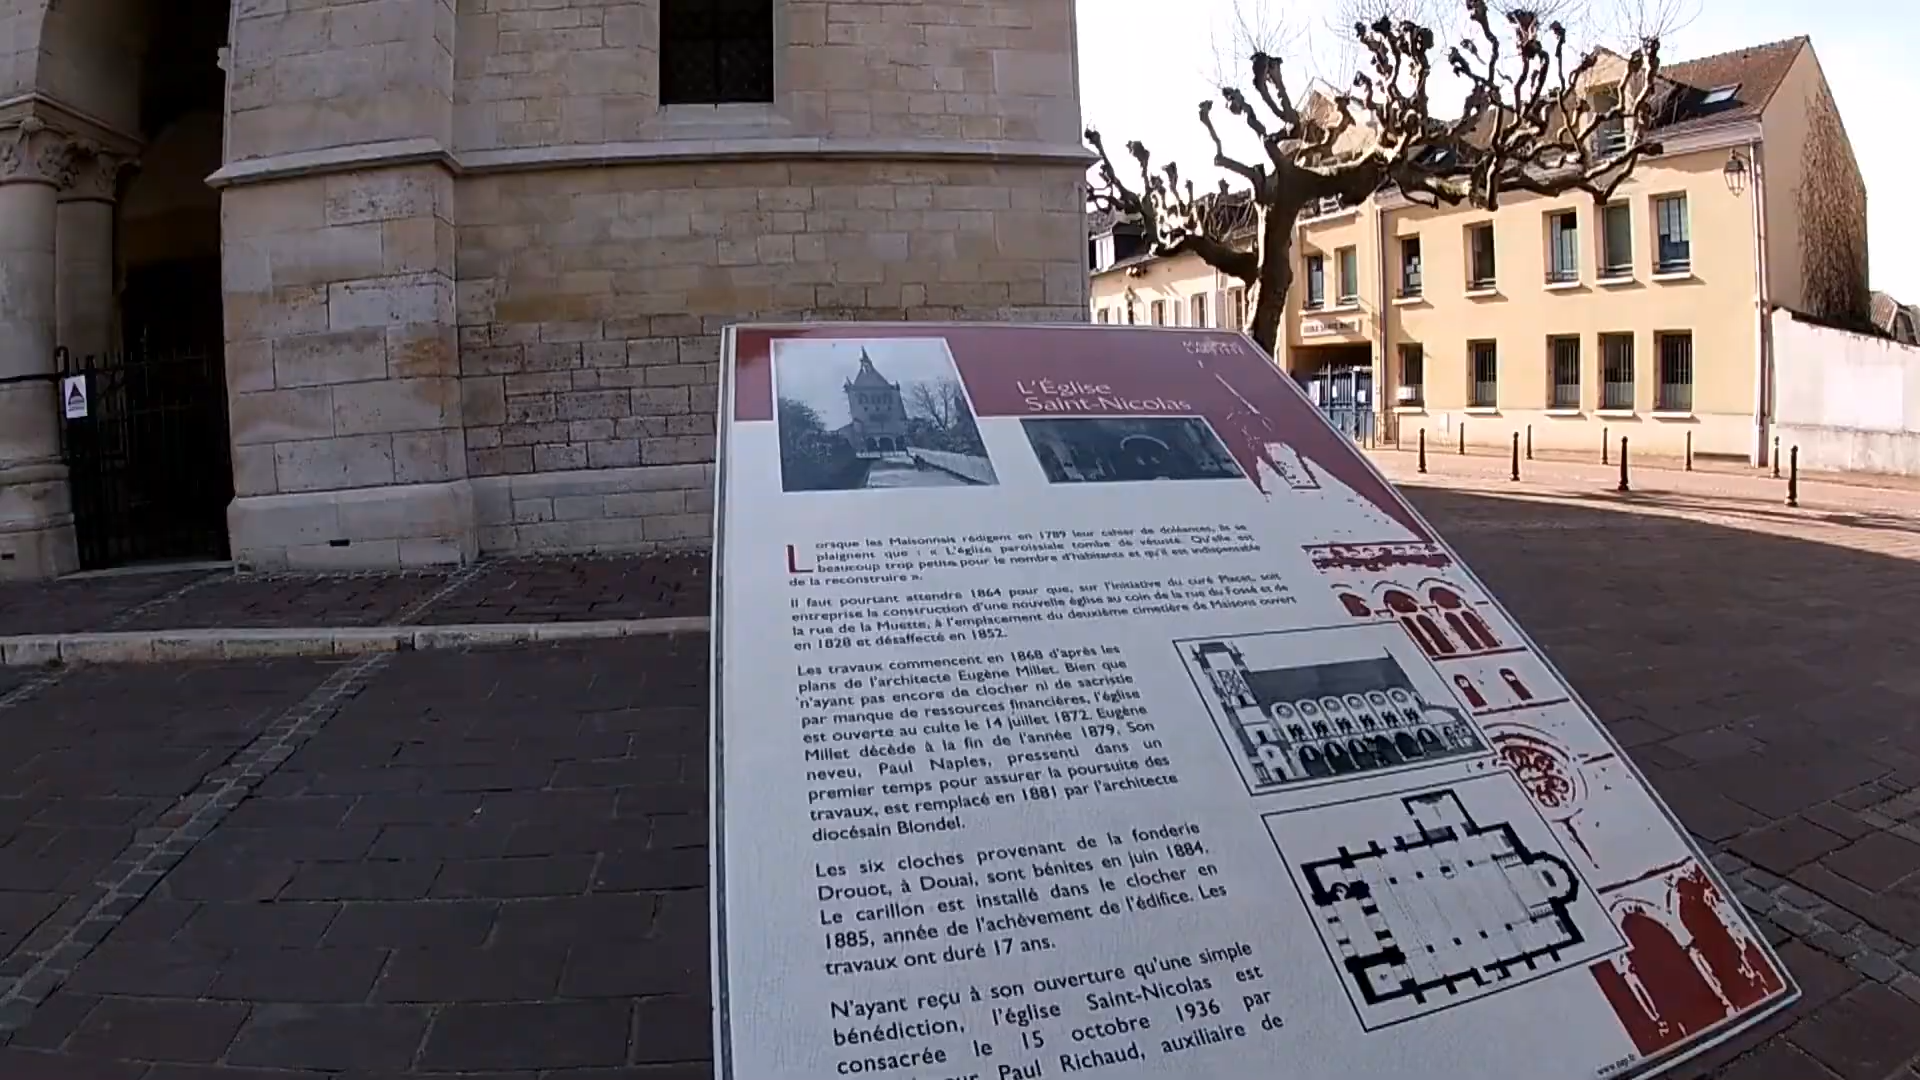 MAISONS
LAFFITTE
L'Église
Saint-Nicolas
Lorsque les Maisonnais rédigent en 1789 leur cahier de doléances, ils se
plaignent que : « L'église paroissiale tombe de vétusté. Qu'elle est
beaucoup trop petite pour le nombre d'habitants et qu'il est indispensable
de la reconstruire ».
Il faut pourtant attendre 1864 pour que, sur l'initiative du curé Placet, soit
entreprise la construction d'une nouvelle église au coin de la rue du Fossé et de
la rue de la Muette, à l'emplacement du deuxième cimetière de Maisons ouvert
en 1828 et désaffecté en 1852.
Les travaux commencent en 1868 d'après les
plans de l'architecte Eugène Millet. Bien que
n'ayant pas encore de clocher ni de sacristie
par manque de ressources financières, l'église
est ouverte au culte le 14 juillet 1872. Eugène
Millet décède à la fin de l'année 1879. Son
neveu, Paul Naples, pressenti dans un
premier temps pour assurer la poursuite des
travaux, est remplacé en 1881 par l'architecte
diocésain Blondel.
Les six cloches provenant de la fonderie
Drouot, à Douai, sont bénites en juin 1884.
Le carillon est installé dans le clocher en
1885, année de l'achèvement de l'édifice. Les
travaux ont duré 17 ans.
N'ayant reçu à son ouverture qu'une simple
bénédiction, l'église Saint-Nicolas est
consacrée le 15 octobre 1936 par
Paul Richaud, auxiliaire de